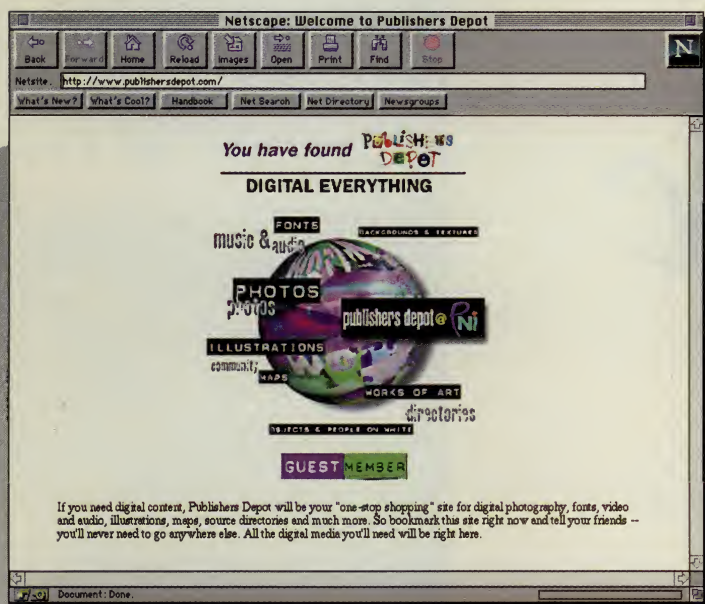 Netscape: Welcome to Publishers Depot
Back Forward Home Reload Images Open Print Find Stop
N
Netsite: http://www.publishersdepot.com/
What's New? What's Cool? Handbook Net Search Net Directory Newsgroups
You have found PUBLISHERS
DEPOT
DIGITAL EVERYTHING
FONTS
music & audio
BACKGROUNDS & TEXTURES
PHOTOS
photos
publishers depot@ PNi
ILLUSTRATIONS
community
MAPS
WORKS OF ART
directories
OBJECTS & PEOPLE ON WHITE
GUEST MEMBER
If you need digital content, Publishers Depot will be your "one-stop shopping" site for digital photography, fonts, video
and audio, illustrations, maps, source directories and much more. So bookmark this site right now and tell your friends --
you'll never need to go anywhere else. All the digital media you'll need will be right here.
Document: Done.